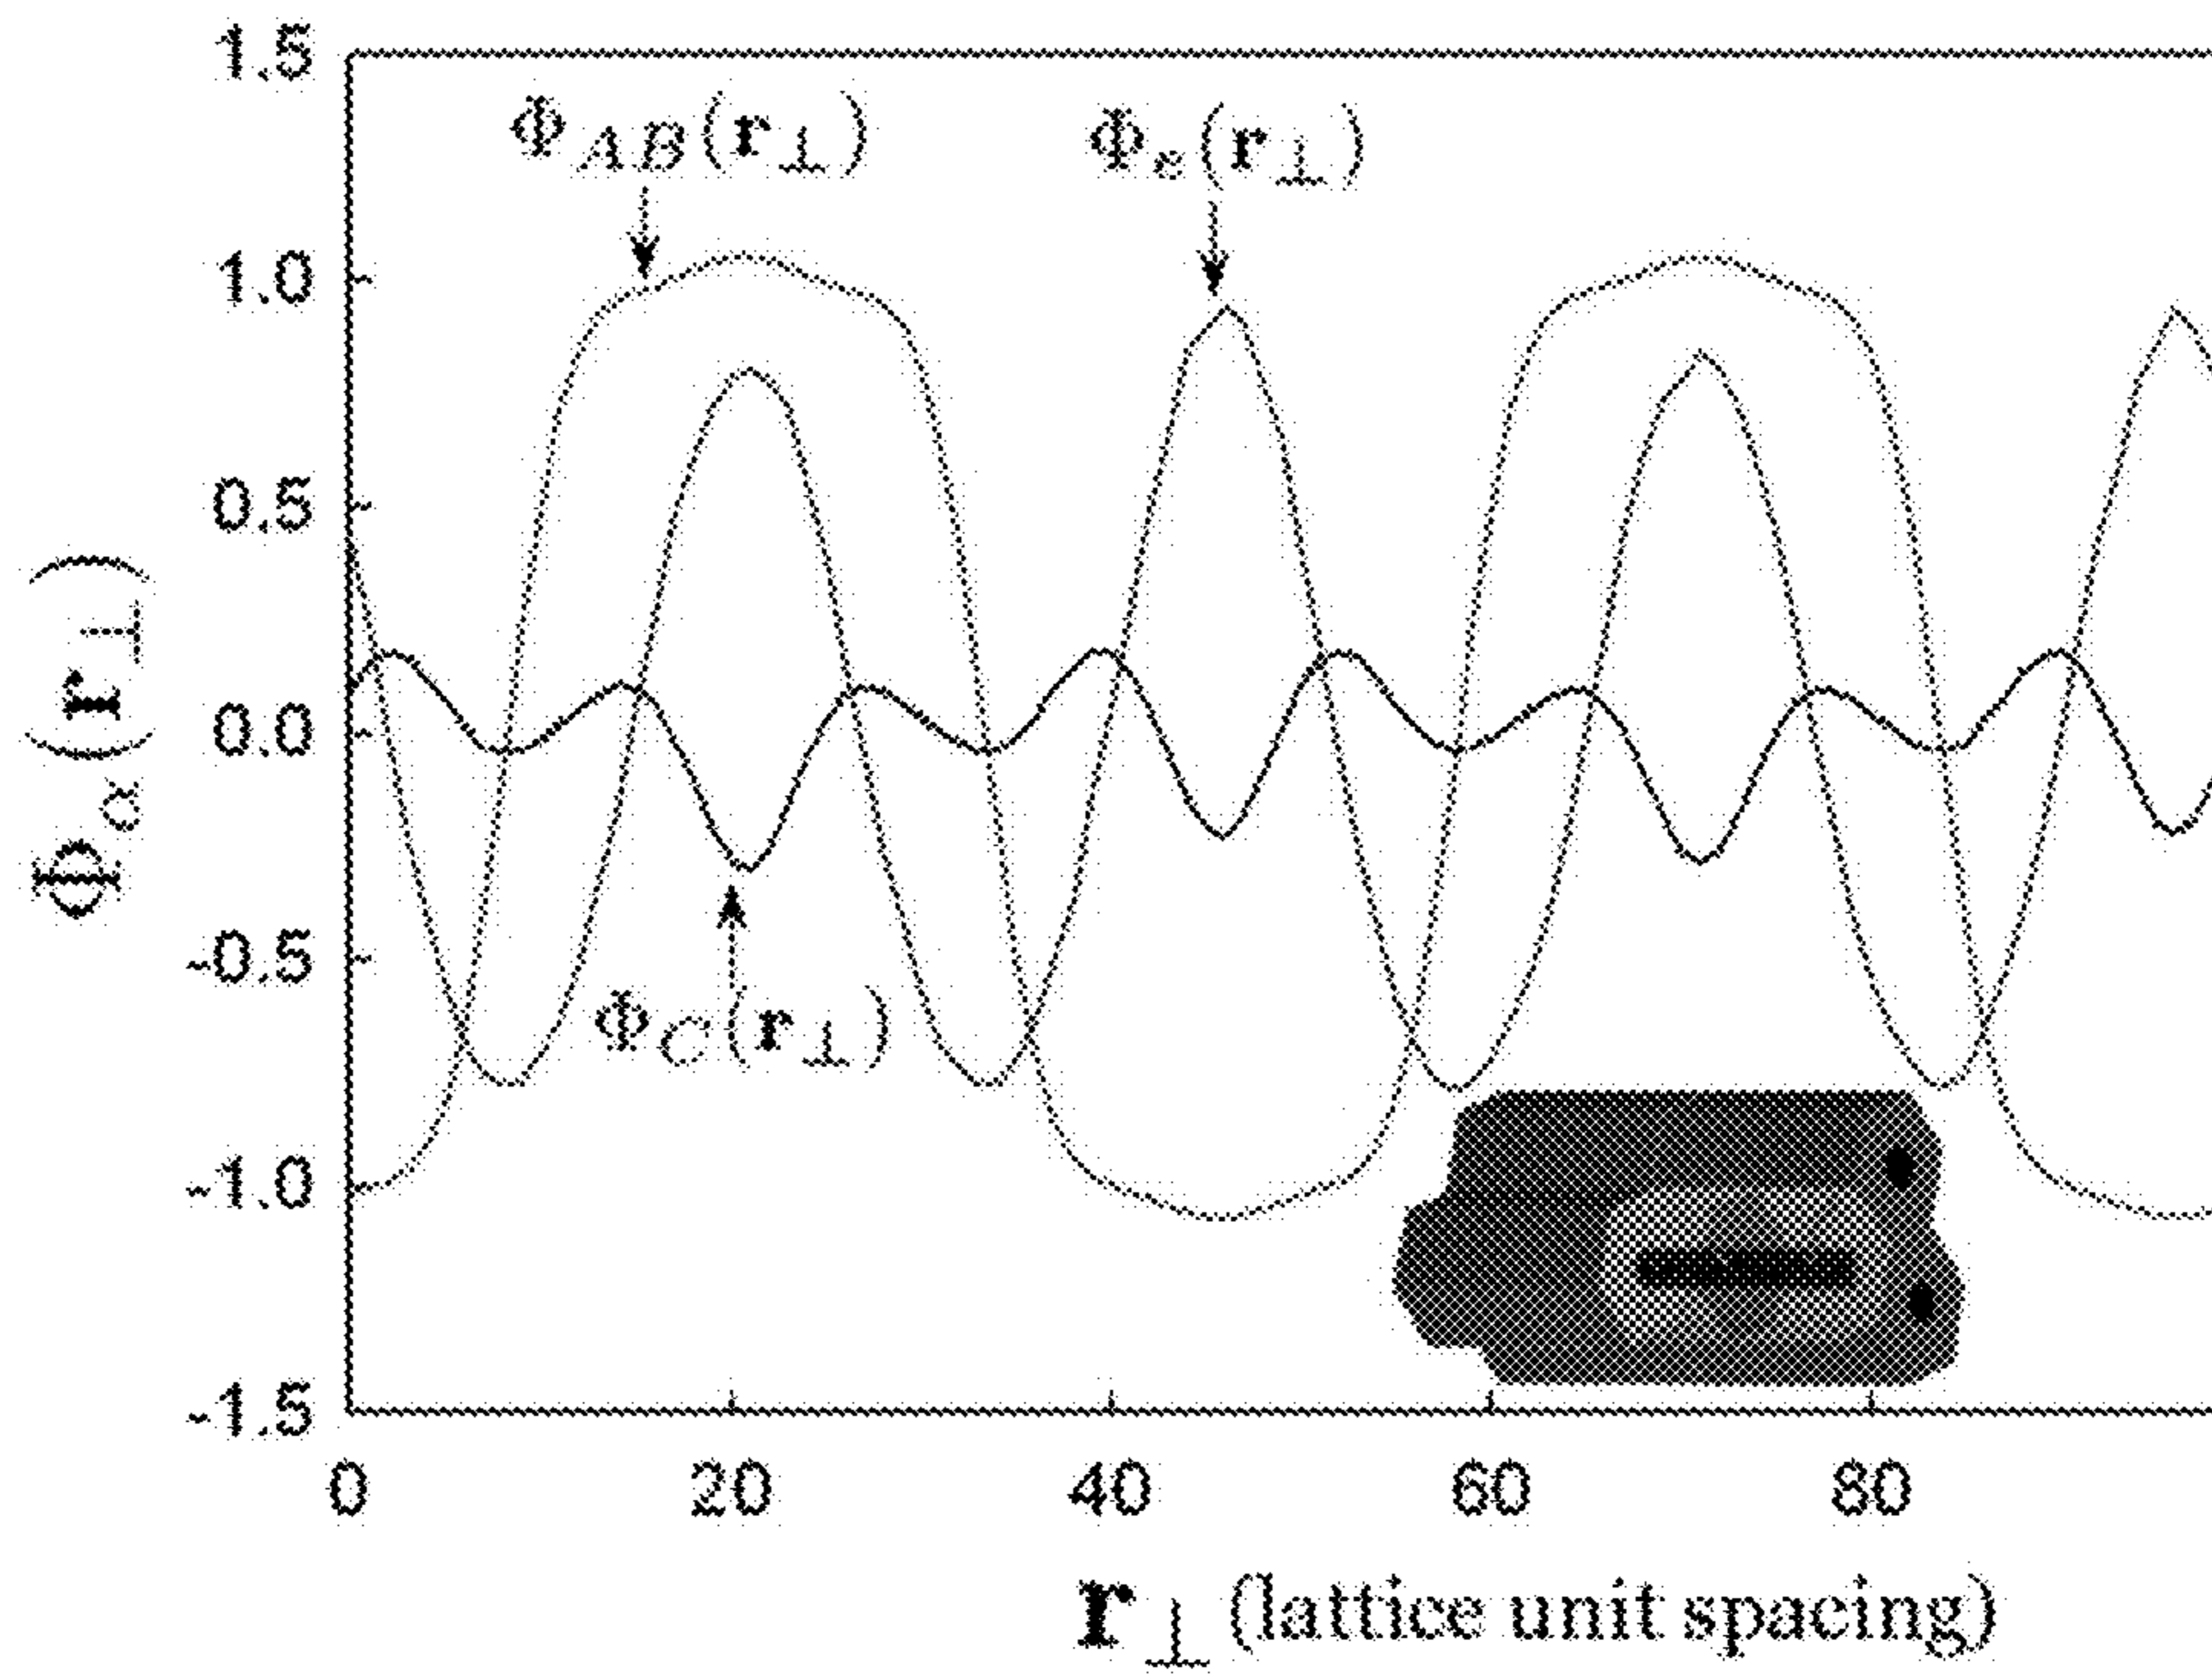 1.5
Φ_AB(r_⊥) Φ_e(r_⊥)
1.0
0.5
0.0
Φ_α(r_⊥)
-0.5
Φ_C(r_⊥)
-1.0
-1.5
0 20 40 60 80
r_⊥ (lattice unit spacing)